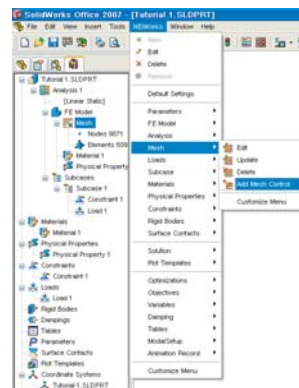 SolidWorks Office 2007 - [Tutorial 1.SLDPRT]
File Edit View Insert Tools NEiWorks Window Help
Tutorial 1.SLDPRT
Analysis 1
[Linear Static]
FE Model
Mesh
Nodes 9871
Elements 509
Material 1
Physical Property
Subcases
Subcase 1
Constraint 1
Load 1
Materials
Material 1
Physical Properties
Physical Property 1
Constraints
Constraint 1
Loads
Load 1
Rigid Bodies
Dampings
Tables
Parameters
Surface Contacts
Plot Templates
Coordinate Systems
Tutorial 1.SLDPRT
Edit
Delete
Default Settings
Parameters
FE Model
Analysis
Mesh
Loads
Subcase
Materials
Physical Properties
Constraints
Rigid Bodies
Surface Contacts
Solution
Plot Templates
Optimizations
Objectives
Variables
Damping
Tables
ModalSetup
Animation Record
Customize Menu
Edit
Update
Delete
Add Mesh Control
Customize Menu